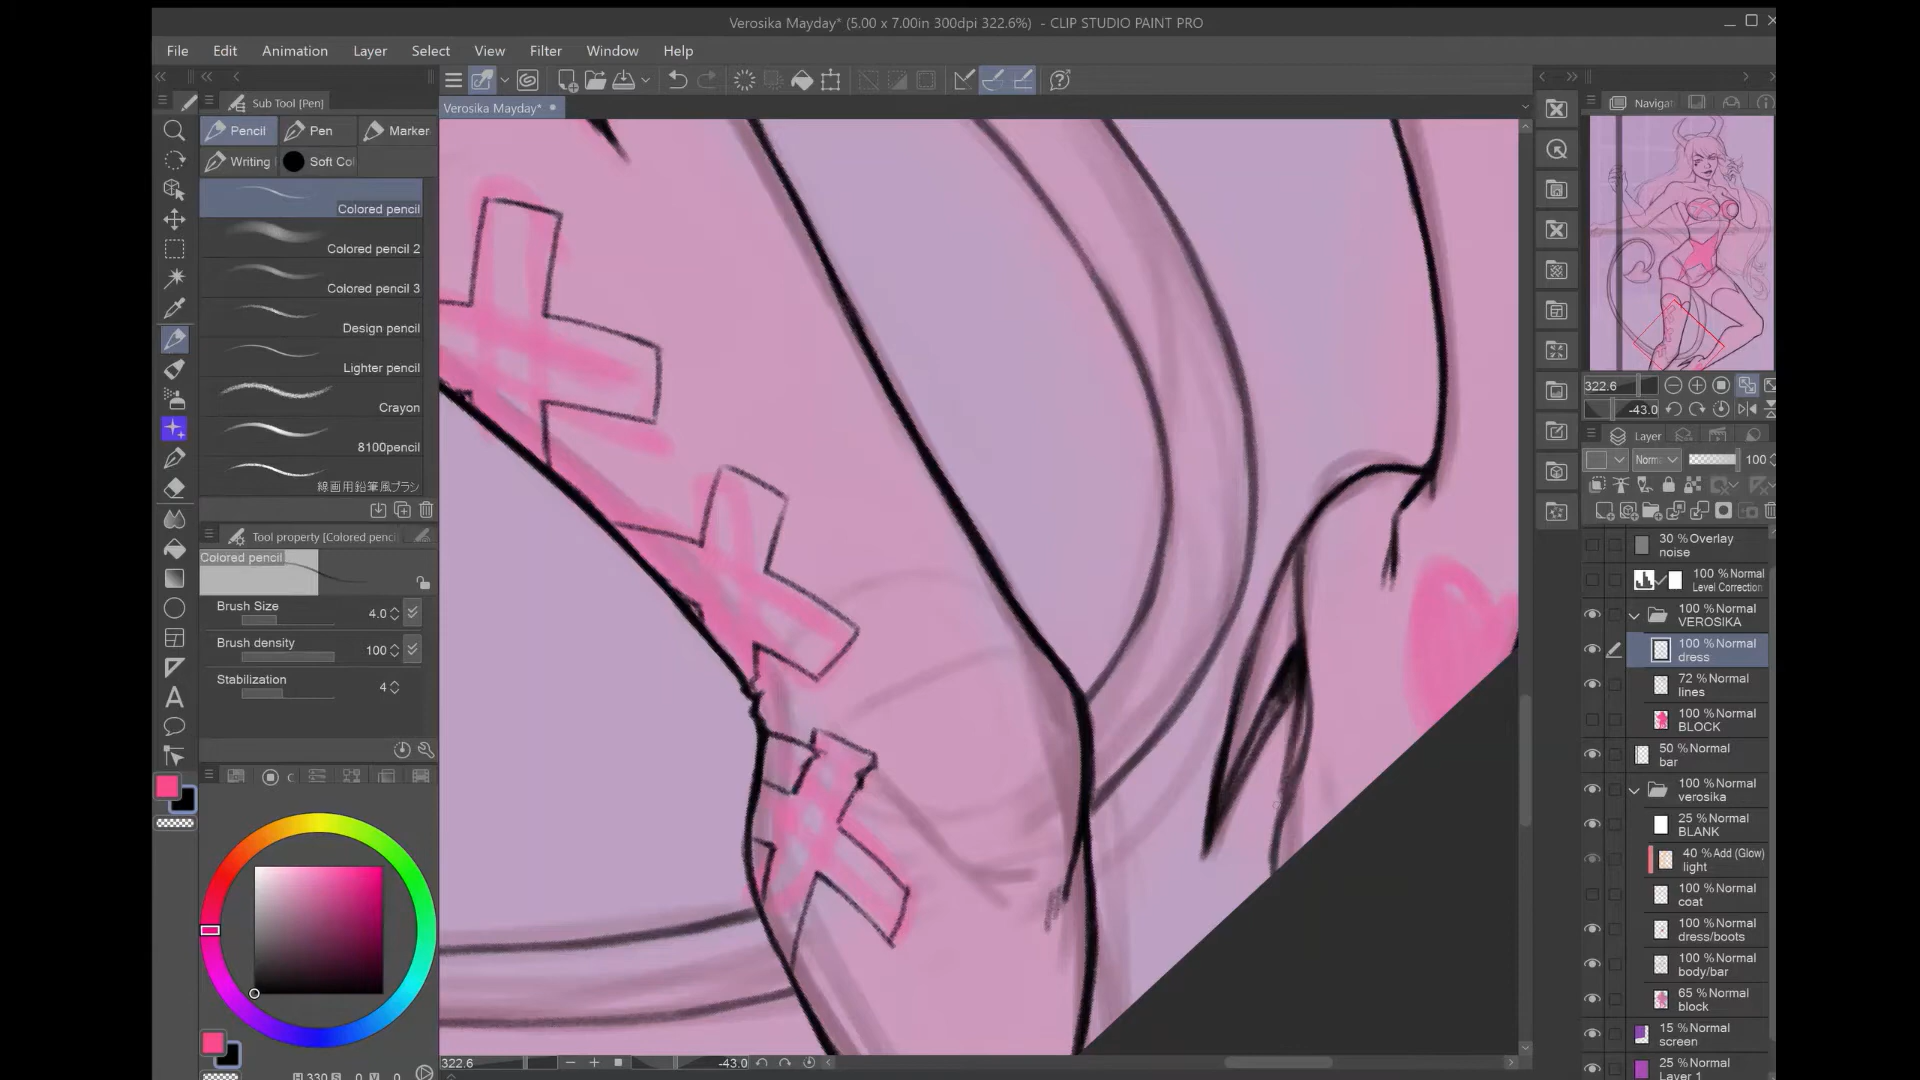 Verosika Mayday* (5.00 x 7.00in 300dpi 322.6%) - CLIP STUDIO PAINT PRO
File Edit Animation Layer Select View Filter Window Help
Sub Tool [Pen]
Verosika Mayday*
Navigat
Pencil Pen Marker
Writing Soft Col
Colored pencil
Colored pencil 2
Colored pencil 3
Design pencil
Lighter pencil
Crayon
8100pencil
線画用鉛筆風ブラシ
Tool property [Colored penci
Colored pencil
Brush Size 4.0
Brush density 100
Stabilization 4
c
322.6
-43.0
Layer
Norm 100
30 %Overlay
noise
100 %Normal
Level Correction
100 %Normal
VEROSIKA
100 %Normal
dress
72 %Normal
lines
100 %Normal
BLOCK
50 %Normal
bar
100 %Normal
verosika
25 %Normal
BLANK
40 %Add (Glow)
light
100 %Normal
coat
100 %Normal
dress/boots
100 %Normal
body/bar
65 %Normal
block
15 %Normal
screen
25 %Normal
Layer 1
322.6 -43.0
H 330 S 0 V 0